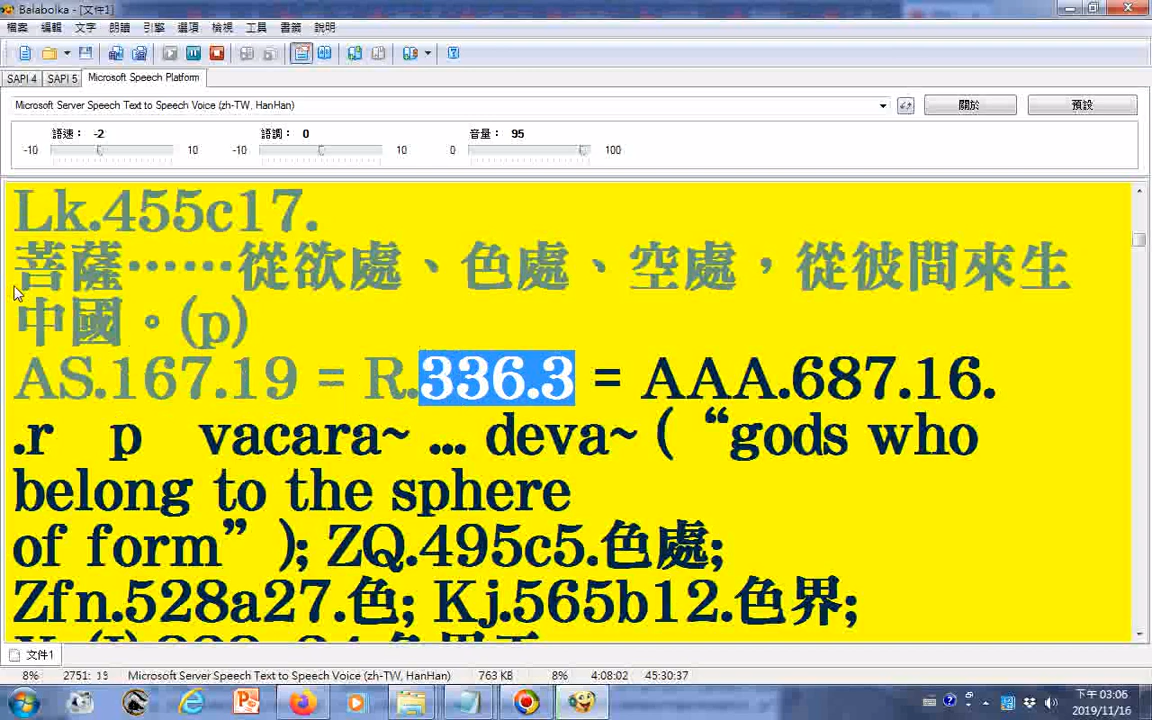 Balabolka - [文件1]
檔案 編輯 文字 朗讀 引擎 選項 檢視 工具 書籤 說明
SAPI 4 SAPI 5 Microsoft Speech Platform
Microsoft Server Speech Text to Speech Voice (zh-TW, HanHan) 關於 預設
語速： -2 語調： 0 音量： 95
-10 10 -10 10 0 100
Lk.455c17.
菩薩……從欲處、色處、空處，從彼間來生
中國。(p)
AS.167.19 = R.336.3 = AAA.687.16.
.r p vacara~ ... deva~ (“gods who
belong to the sphere
of form”); ZQ.495c5.色處;
Zfn.528a27.色; Kj.565b12.色界;
文件1
8% 2751: 13 Microsoft Server Speech Text to Speech Voice (zh-TW, HanHan) 763 KB 8% 4:08:02 45:30:37
下午 03:06
2019/11/16